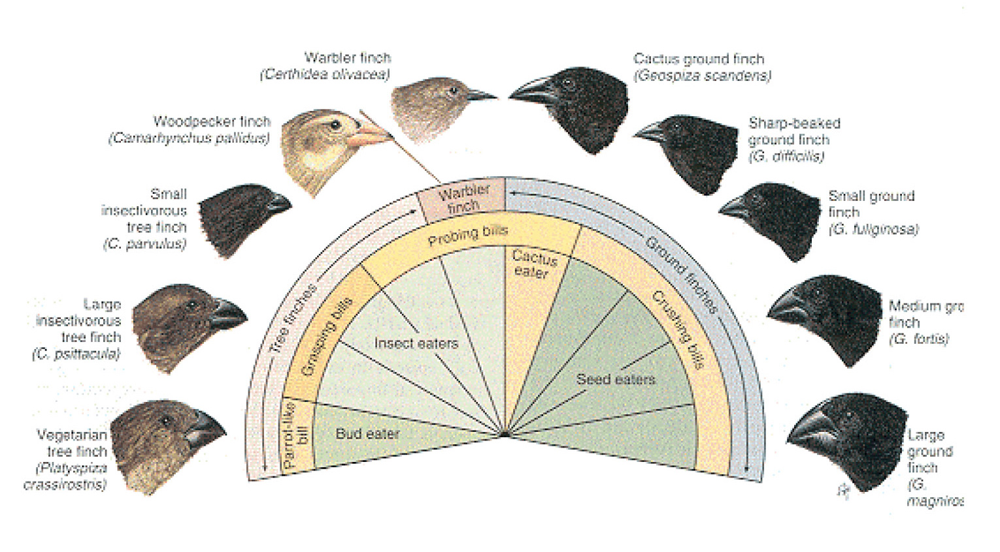 Warbler finch
(Certhidea olivacea)
Cactus ground finch
(Geospiza scandens)
Woodpecker finch
(Camarhynchus pallidus)
Sharp-beaked
ground finch
(G. difficilis)
Small
insectivorous
tree finch
(C. parvulus)
Small ground
finch
(G. fuliginosa)
Large
insectivorous
tree finch
(C. psittacula)
Medium gro
finch
(G. fortis)
Vegetarian
tree finch
(Platyspiza
crassirostris)
Large
ground
finch
(G.
magniros
Warbler
finch
Tree finches
Ground finches
Probing bills
Grasping bills
Crushing bills
Parrot-like
bill
Cactus
eater
Insect eaters
Seed eaters
Bud eater